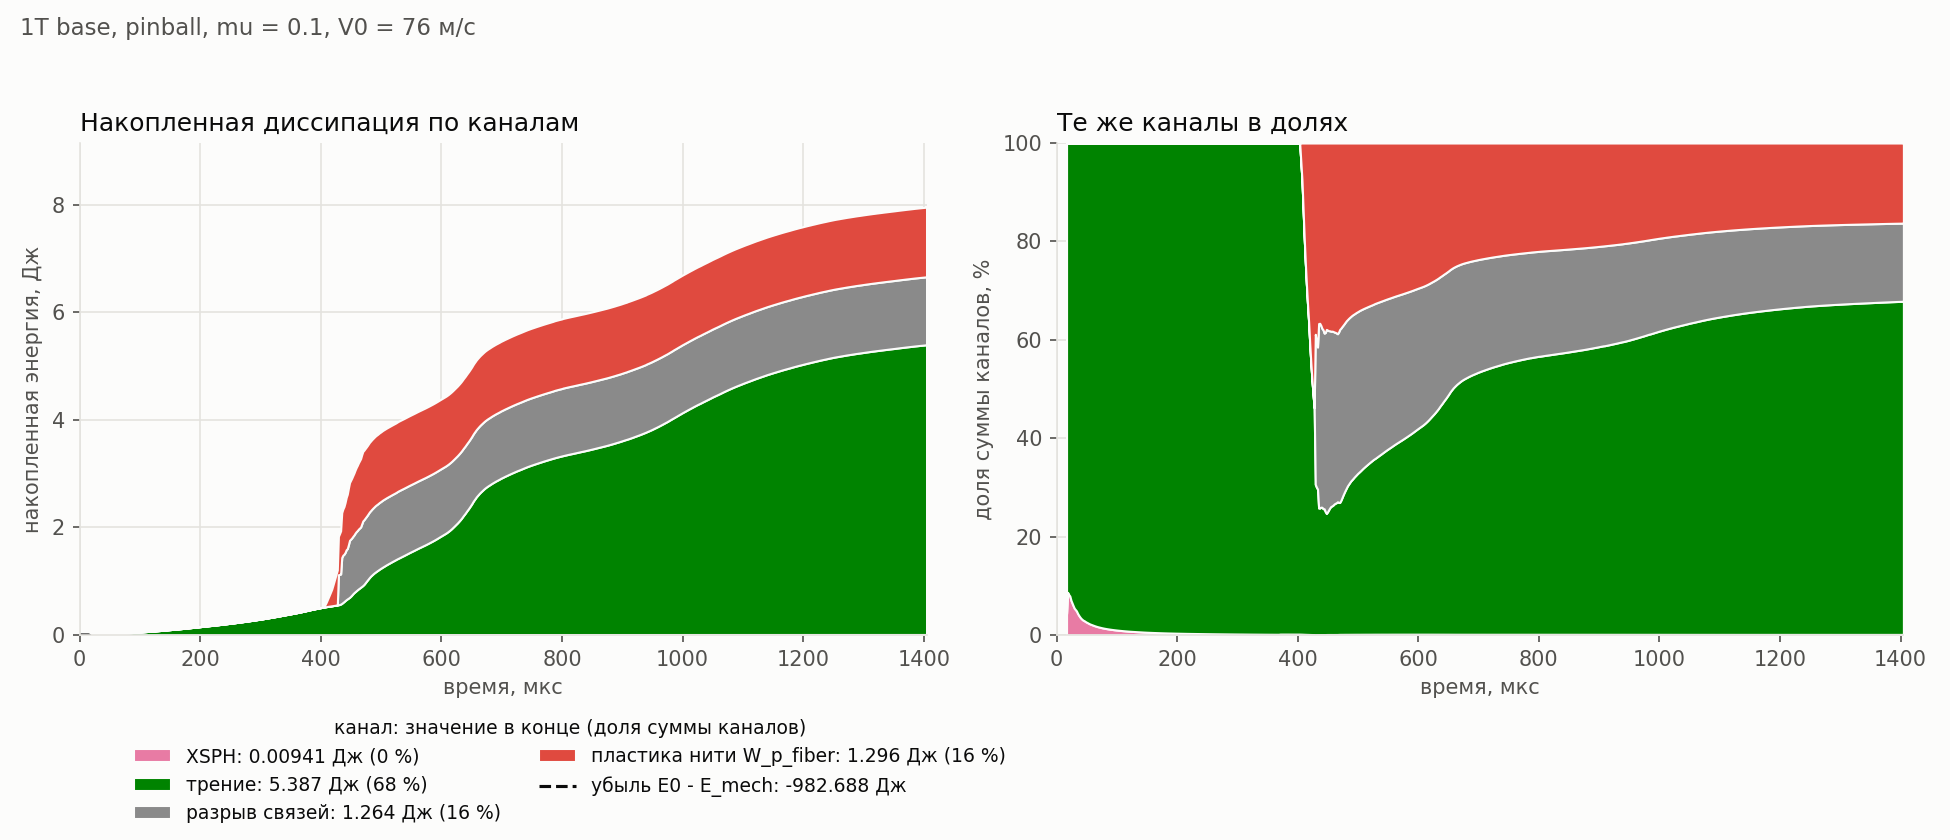 1T base, pinball, mu = 0.1, V0 = 76 м/с
Накопленная диссипация по каналам
накопленная энергия, Дж
8
6
4
2
0
0 200 400 600 800 1000 1200 1400
время, мкс
Те же каналы в долях
доля суммы каналов, %
100
80
60
40
20
0
0 200 400 600 800 1000 1200 1400
время, мкс
канал: значение в конце (доля суммы каналов)
XSPH: 0.00941 Дж (0 %)
трение: 5.387 Дж (68 %)
разрыв связей: 1.264 Дж (16 %)
пластика нити W_p_fiber: 1.296 Дж (16 %)
убыль E0 - E_mech: -982.688 Дж